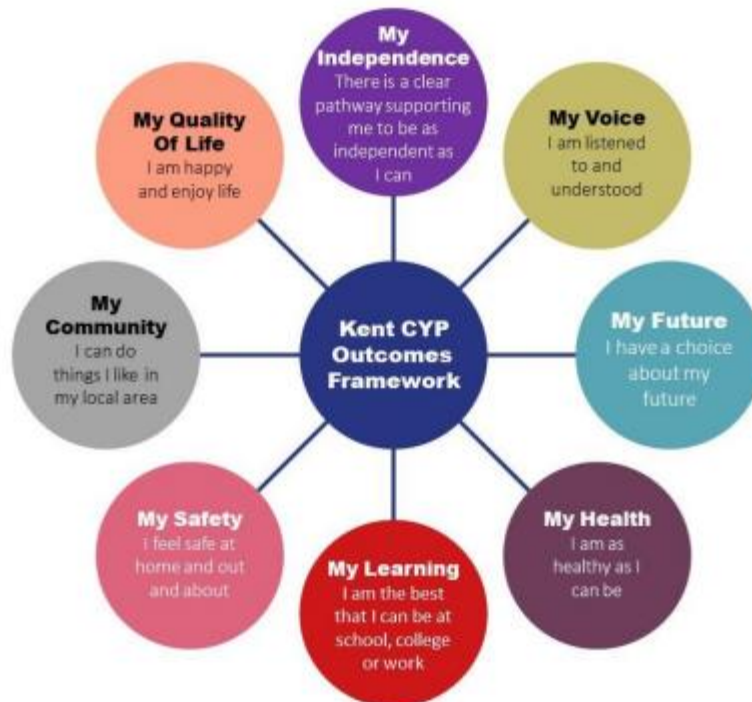 My
Independence
There is a clear
pathway supporting
me to be as
independent as
I can
My Voice
I am listened
to and
understood
My Future
I have a choice
about my
future
My Health
I am as
healthy as I
can be
My Learning
I am the best
that I can be at
school, college
or work
My Safety
I feel safe at
home and out
and about
My
Community
I can do
things I like in
my local area
My Quality
Of Life
I am happy
and enjoy life
Kent CYP
Outcomes
Framework